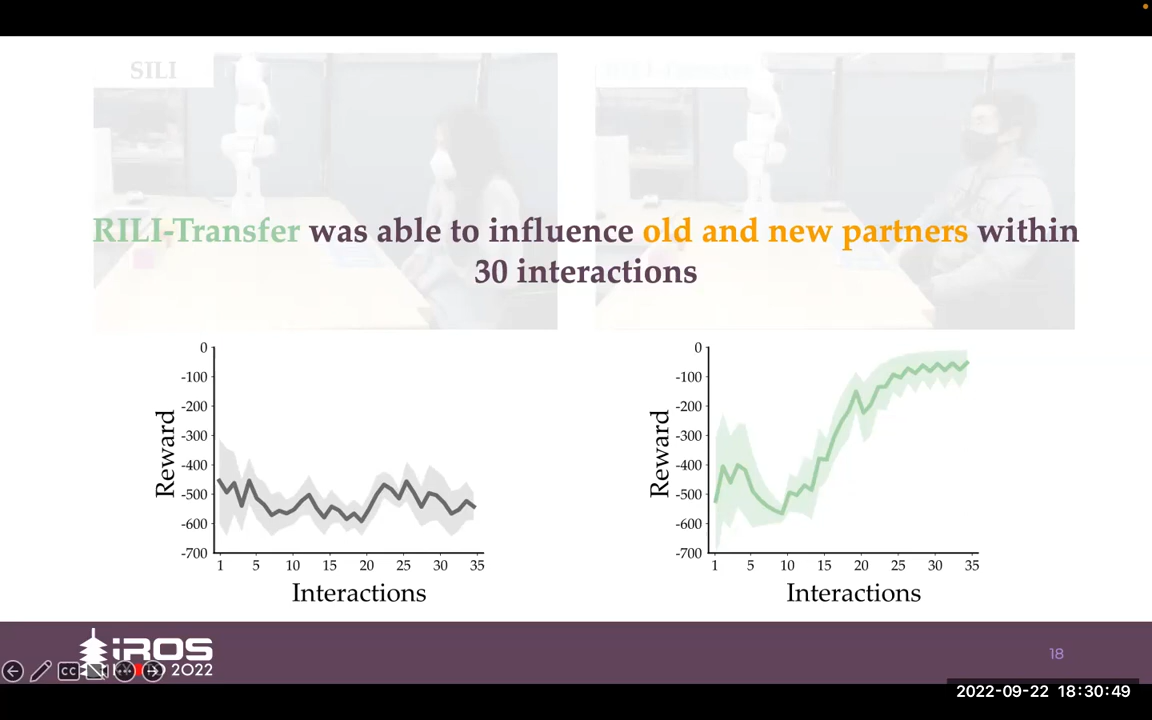 SILI
RILI-Transfer was able to influence old and new partners within
30 interactions
0
-100
-200
-300
-400
-500
-600
-700
Reward
1 5 10 15 20 25 30 35
Interactions
0
-100
-200
-300
-400
-500
-600
-700
Reward
1 5 10 15 20 25 30 35
Interactions
iROS
2022
CC
18
2022-09-22 18:30:49